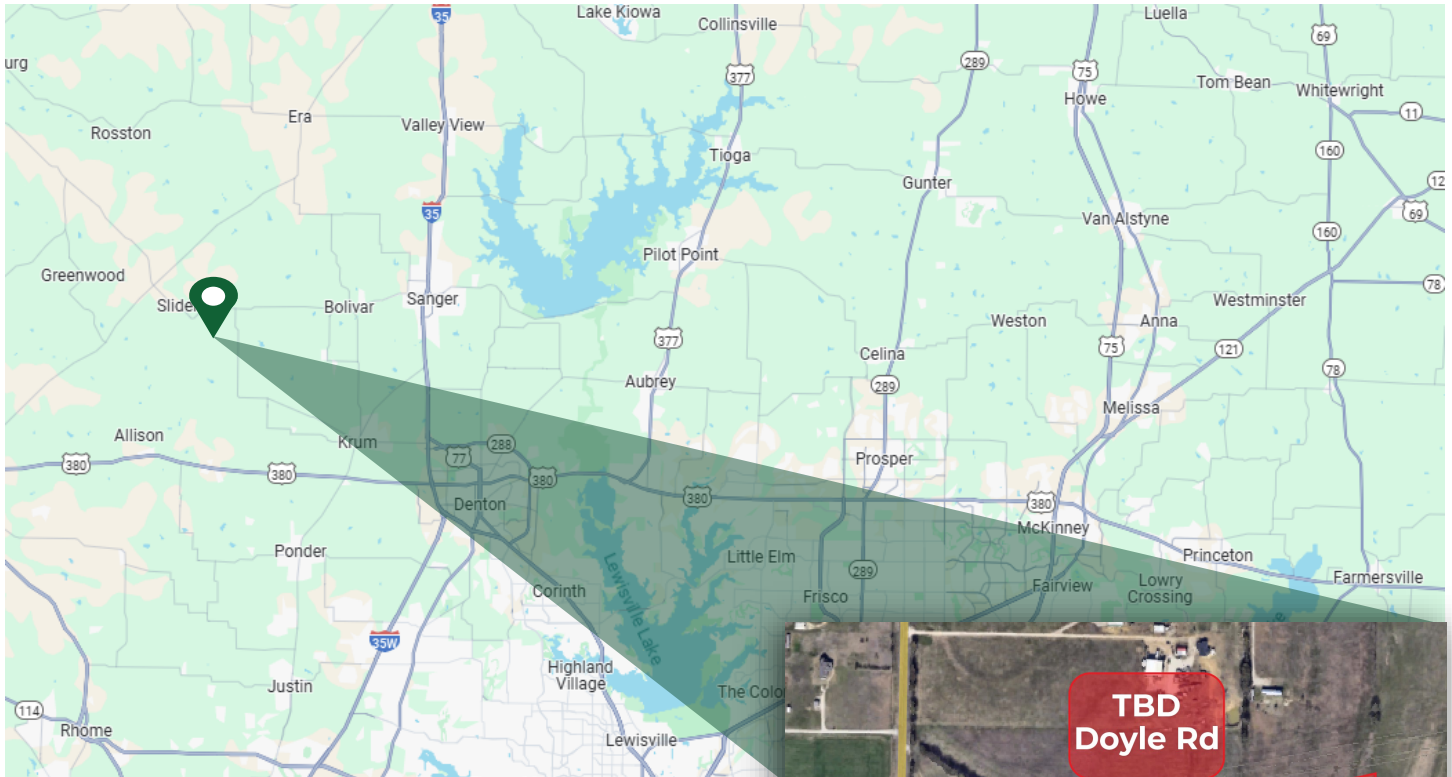 35
Lake Kiowa
Collinsville
Luella
69
urg
289
377
75
Tom Bean
Whitewright
Howe
11
Era
Valley View
Rosston
160
Tioga
12
Gunter
35
69
Van Alstyne
160
Pilot Point
Greenwood
78
Slide
Bolivar
Sanger
Westminster
Weston
Anna
377
75
121
Celina
78
Aubrey
289
Melissa
Allison
Krum
288
77
Prosper
380
380
380
380
380
Denton
McKinney
Ponder
Princeton
Little Elm
289
Farmersville
Corinth
Frisco
Fairview
Lowry
Crossing
Lewisville Lake
35W
Highland
Village
Justin
The Colo
114
Rhome
Lewisville
TBD
Doyle Rd